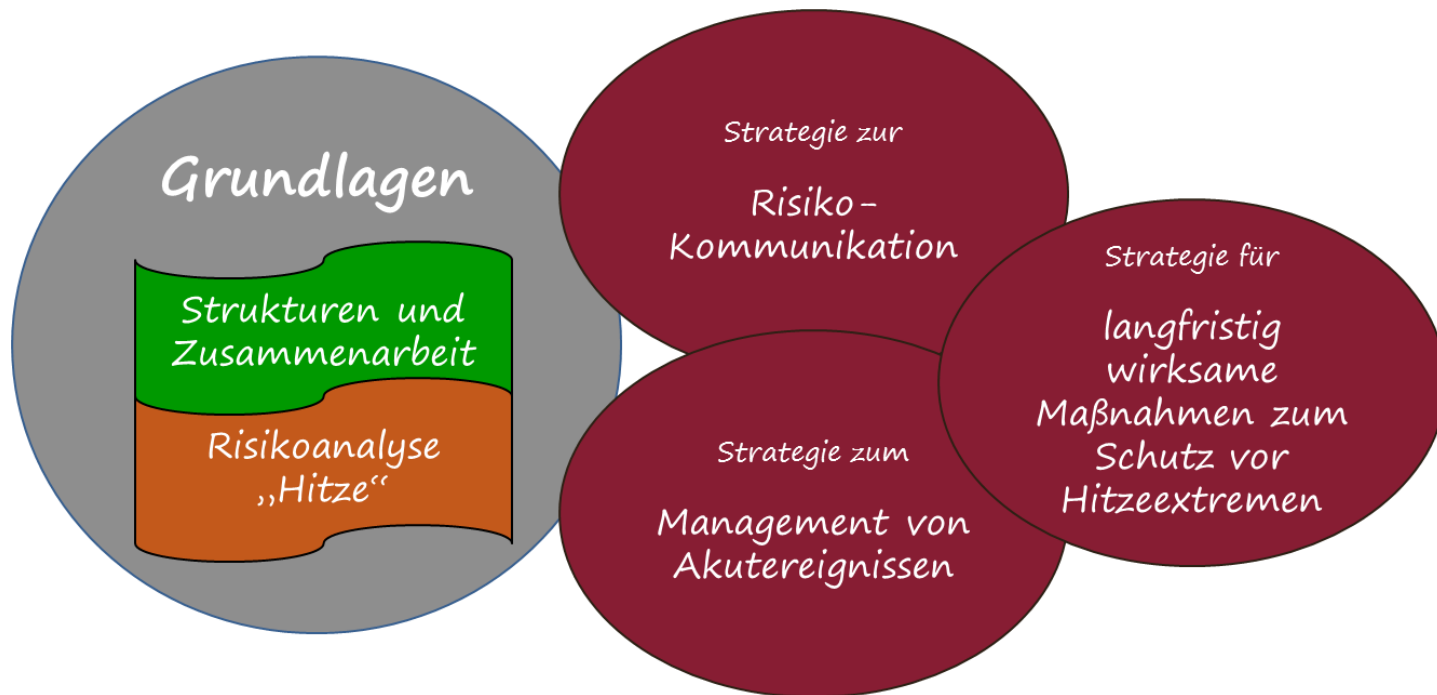 Grundlagen
Strukturen und
Zusammenarbeit
Risikoanalyse
„Hitze“
Strategie zur
Risiko-
Kommunikation
Strategie zum
Management von
Akutereignissen
Strategie für
langfristig
wirksame
Maßnahmen zum
Schutz vor
Hitzeextremen